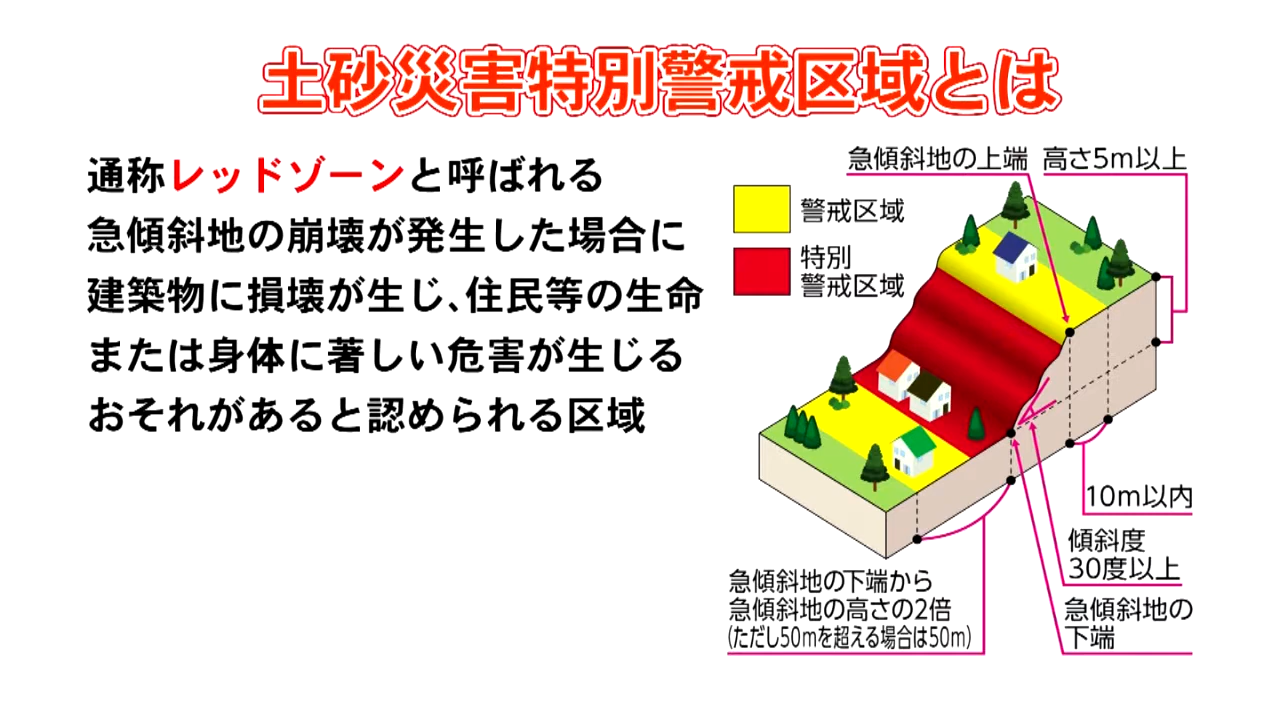 土砂災害特別警戒区域とは
通称レッドゾーンと呼ばれる
急傾斜地の崩壊が発生した場合に
建築物に損壊が生じ、住民等の生命
または身体に著しい危害が生じる
おそれがあると認められる区域
急傾斜地の上端
高さ5m以上
警戒区域
特別
警戒区域
10m以内
傾斜度
30度以上
急傾斜地の
下端
急傾斜地の下端から
急傾斜地の高さの2倍
(ただし50mを超える場合は50m)